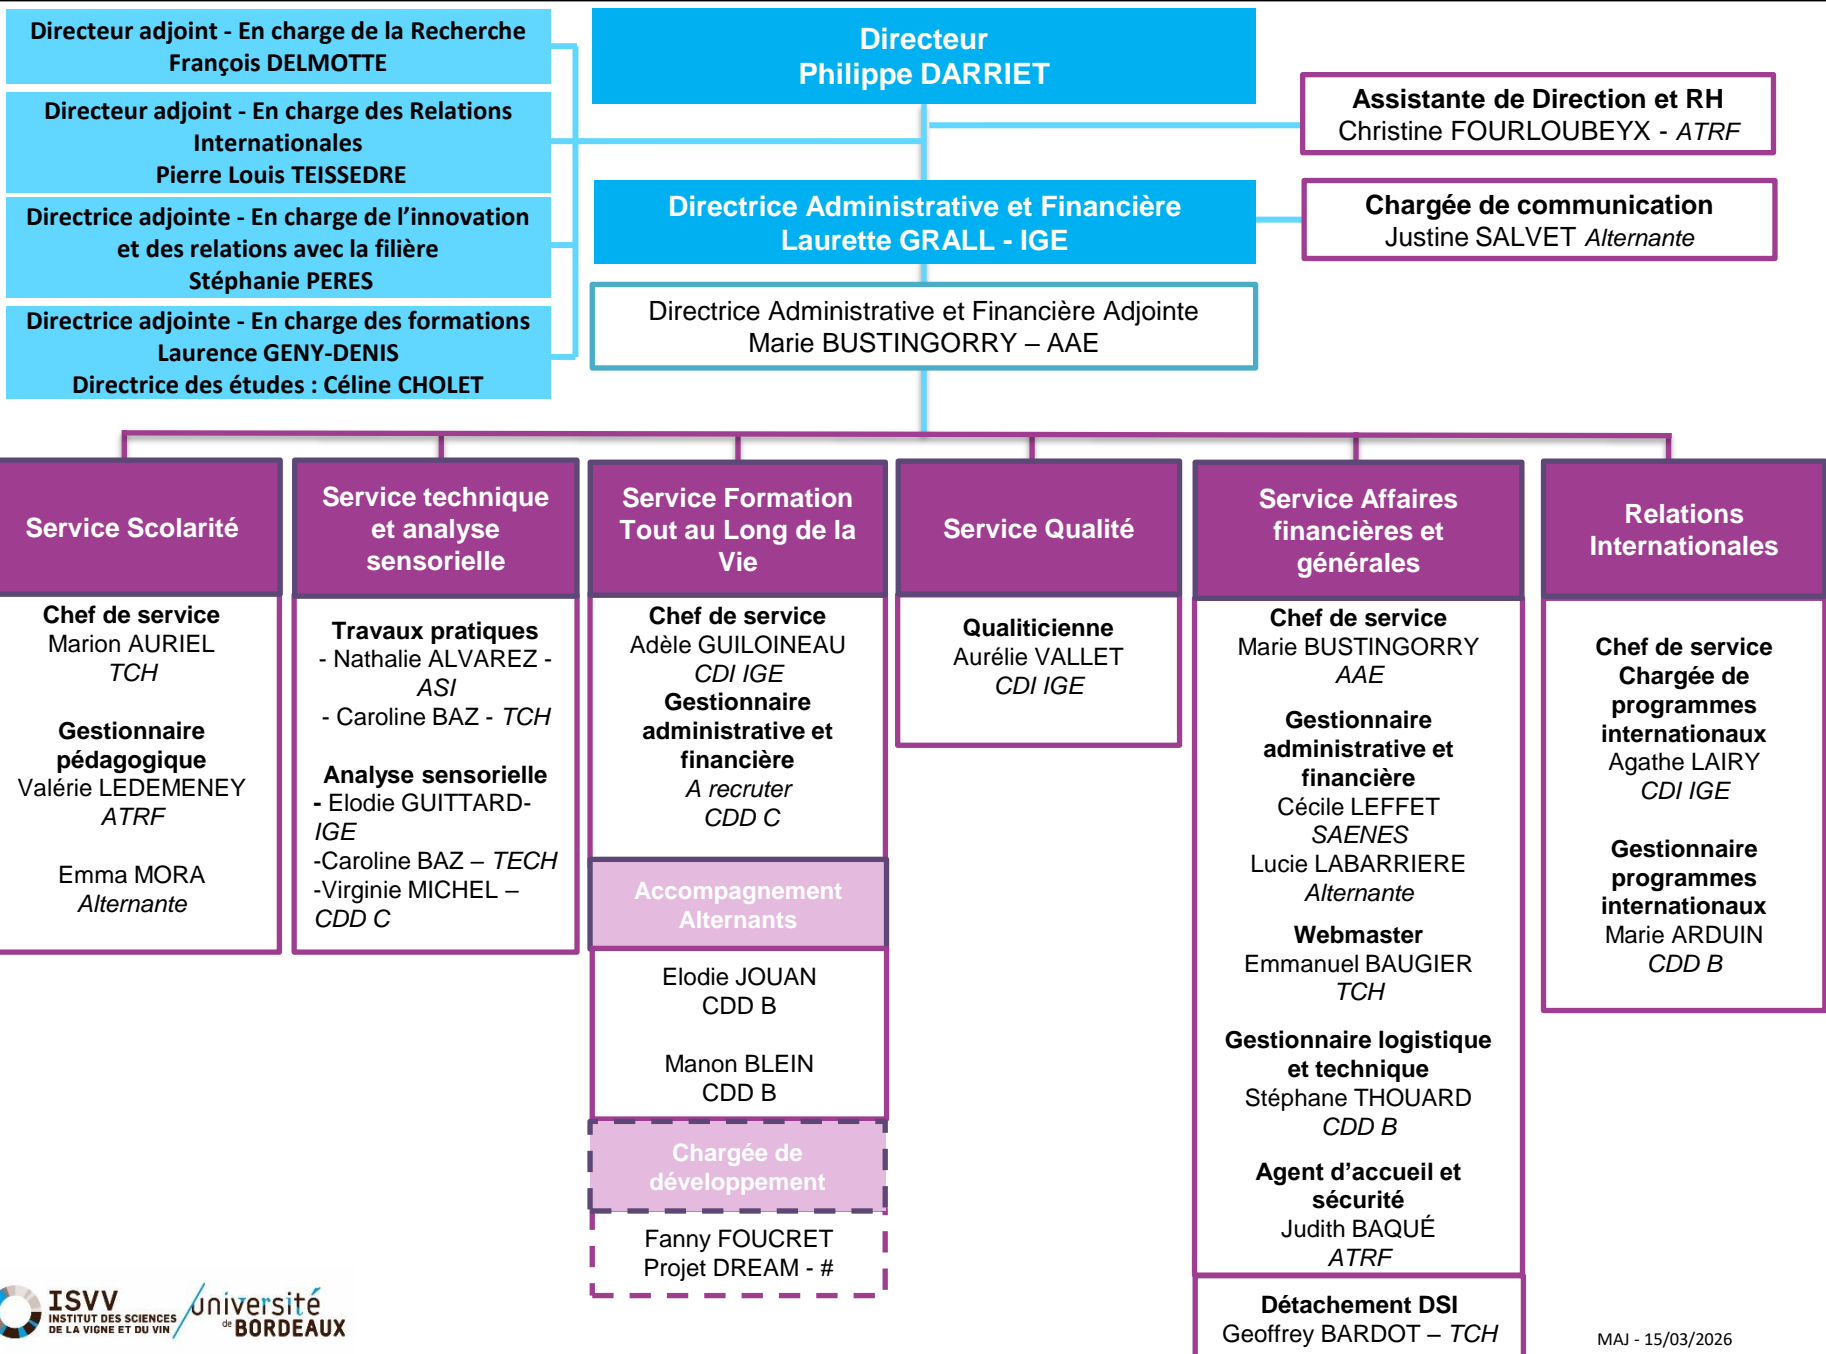 Directeur adjoint - En charge de la Recherche
François DELMOTTE
Directeur adjoint - En charge des Relations
Internationales
Pierre Louis TEISSEDRE
Directrice adjointe - En charge de l’innovation
et des relations avec la filière
Stéphanie PERES
Directrice adjointe - En charge des formations
Laurence GENY-DENIS
Directrice des études : Céline CHOLET
Directeur
Philippe DARRIET
Assistante de Direction et RH
Christine FOURLOUBEYX - ATRF
Directrice Administrative et Financière
Laurette GRALL - IGE
Chargée de communication
Justine SALVET Alternante
Directrice Administrative et Financière Adjointe
Marie BUSTINGORRY – AAE
Service Scolarité
Chef de service
Marion AURIEL
TCH
Gestionnaire
pédagogique
Valérie LEDEMENEY
ATRF
Emma MORA
Alternante
Service technique
et analyse
sensorielle
Travaux pratiques
- Nathalie ALVAREZ -
ASI
- Caroline BAZ - TCH
Analyse sensorielle
- Elodie GUITTARD-
IGE
-Caroline BAZ – TECH
-Virginie MICHEL –
CDD C
Service Formation
Tout au Long de la
Vie
Chef de service
Adèle GUILOINEAU
CDI IGE
Gestionnaire
administrative et
financière
A recruter
CDD C
Accompagnement
Alternants
Elodie JOUAN
CDD B
Manon BLEIN
CDD B
Chargée de
développement
Fanny FOUCRET
Projet DREAM - #
Service Qualité
Qualiticienne
Aurélie VALLET
CDI IGE
Service Affaires
financières et
générales
Chef de service
Marie BUSTINGORRY
AAE
Gestionnaire
administrative et
financière
Cécile LEFFET
SAENES
Lucie LABARRIERE
Alternante
Webmaster
Emmanuel BAUGIER
TCH
Gestionnaire logistique
et technique
Stéphane THOUARD
CDD B
Agent d’accueil et
sécurité
Judith BAQUÉ
ATRF
Détachement DSI
Geoffrey BARDOT – TCH
Relations
Internationales
Chef de service
Chargée de
programmes
internationaux
Agathe LAIRY
CDI IGE
Gestionnaire
programmes
internationaux
Marie ARDUIN
CDD B
ISVV
INSTITUT DES SCIENCES
DE LA VIGNE ET DU VIN
université
de BORDEAUX
MAJ - 15/03/2026